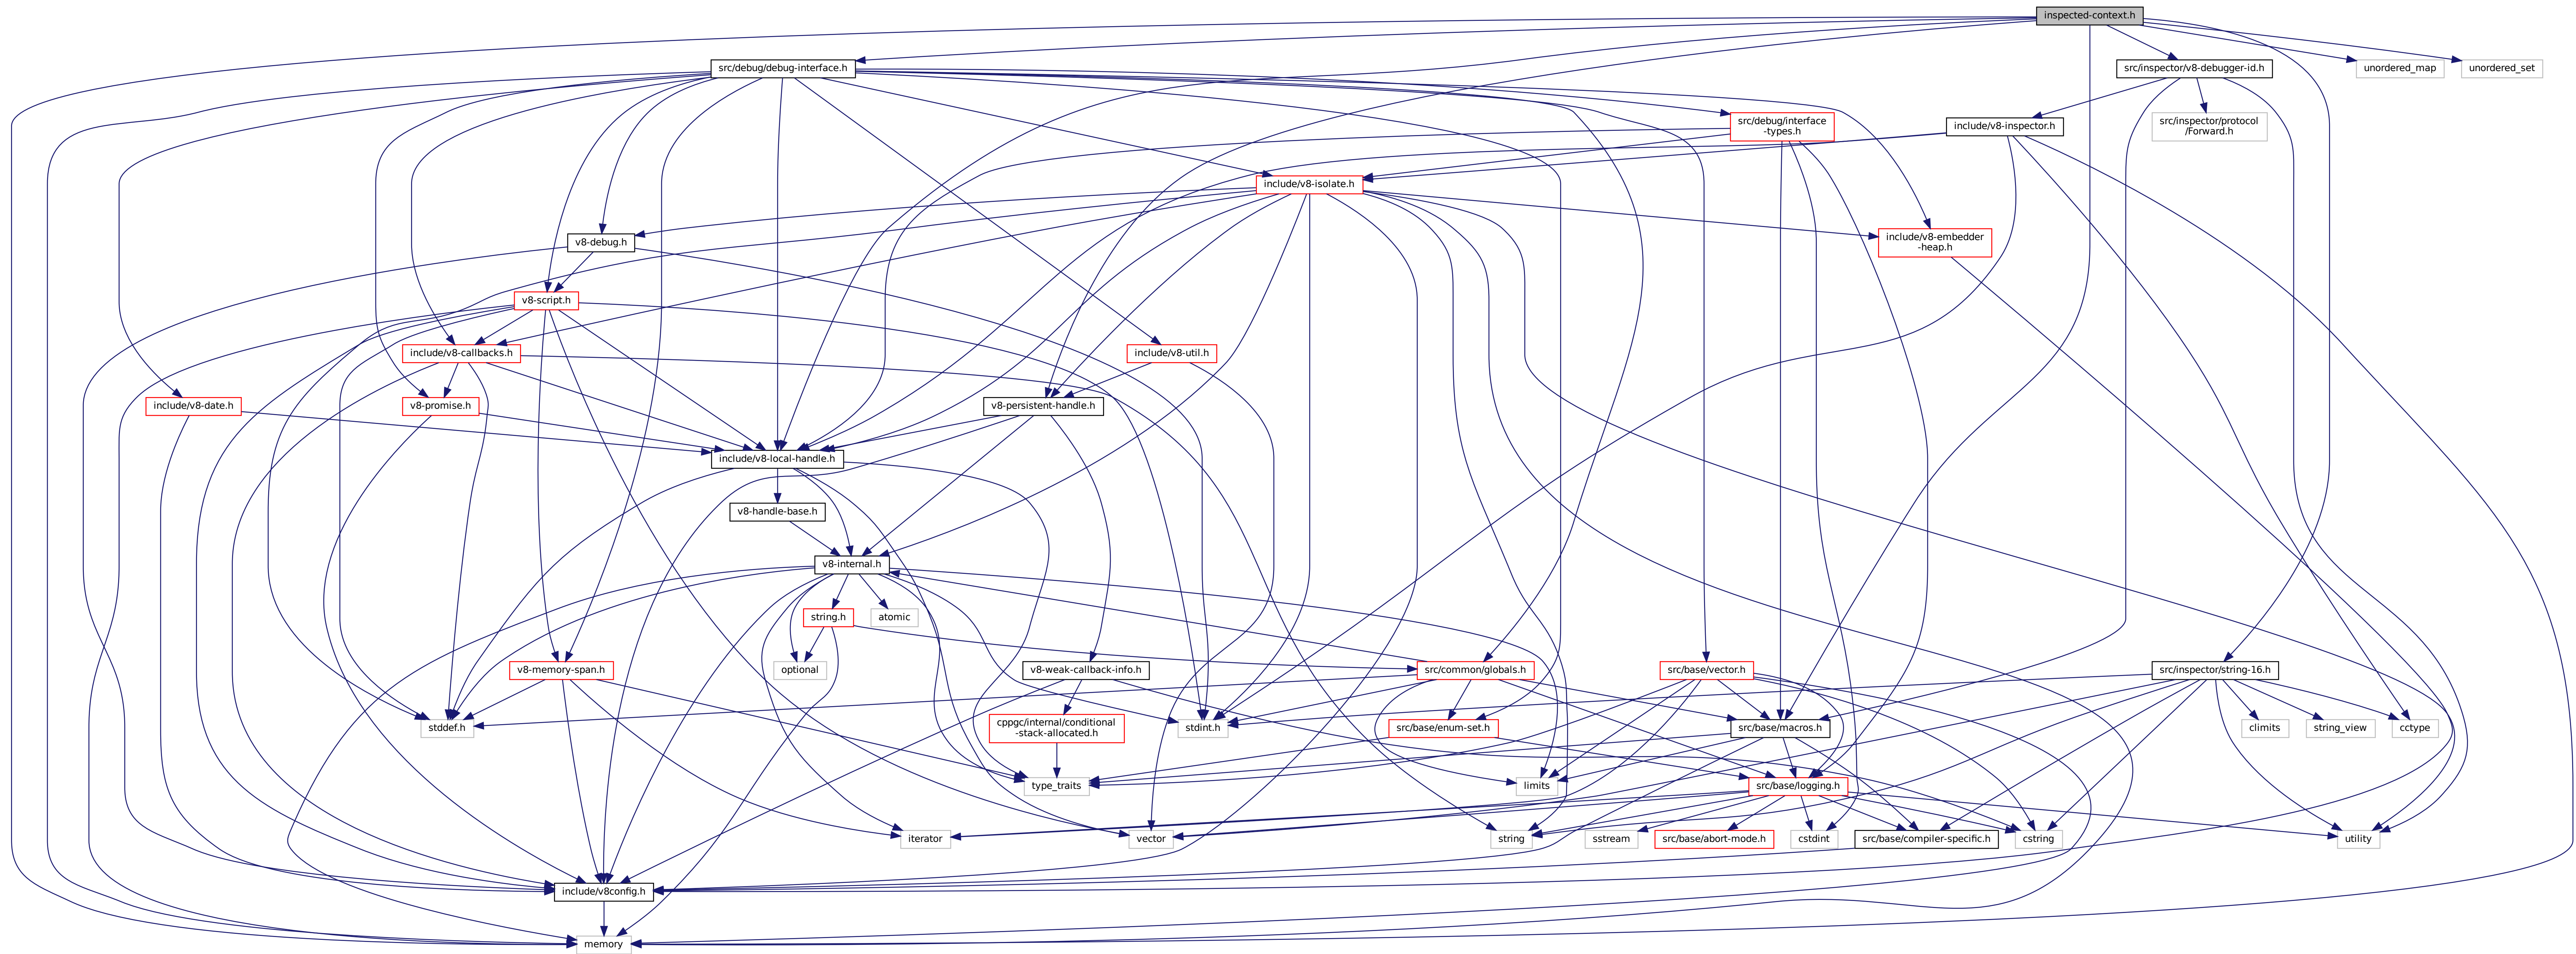 inspected-context.h
src/debug/debug-interface.h
src/inspector/v8-debugger-id.h
unordered_map
unordered_set
src/debug/interface
-types.h
include/v8-inspector.h
src/inspector/protocol
/Forward.h
include/v8-isolate.h
v8-debug.h
include/v8-embedder
-heap.h
v8-script.h
include/v8-callbacks.h
include/v8-util.h
include/v8-date.h
v8-promise.h
v8-persistent-handle.h
include/v8-local-handle.h
v8-handle-base.h
v8-internal.h
string.h
atomic
optional
v8-memory-span.h
src/common/globals.h
v8-weak-callback-info.h
src/base/vector.h
src/inspector/string-16.h
stddef.h
cppgc/internal/conditional
-stack-allocated.h
stdint.h
src/base/enum-set.h
src/base/macros.h
climits
string_view
cctype
type_traits
limits
src/base/logging.h
iterator
vector
string
sstream
src/base/abort-mode.h
cstdint
src/base/compiler-specific.h
cstring
utility
include/v8config.h
memory